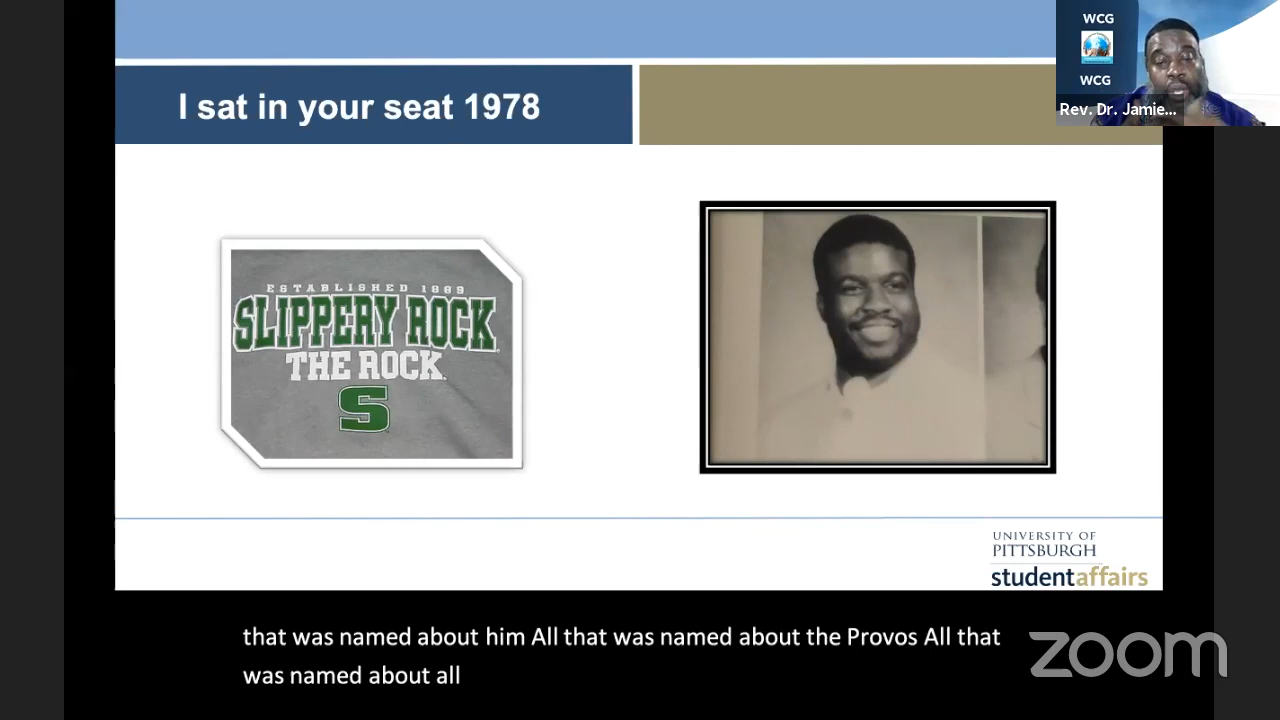 WCG
WCG
Rev. Dr. Jamie...
I sat in your seat 1978
ESTABLISHED 1889
SLIPPERY ROCK
THE ROCK.
S
UNIVERSITY OF
PITTSBURGH
studentaffairs
that was named about him All that was named about the Provos All that
was named about all
zoom